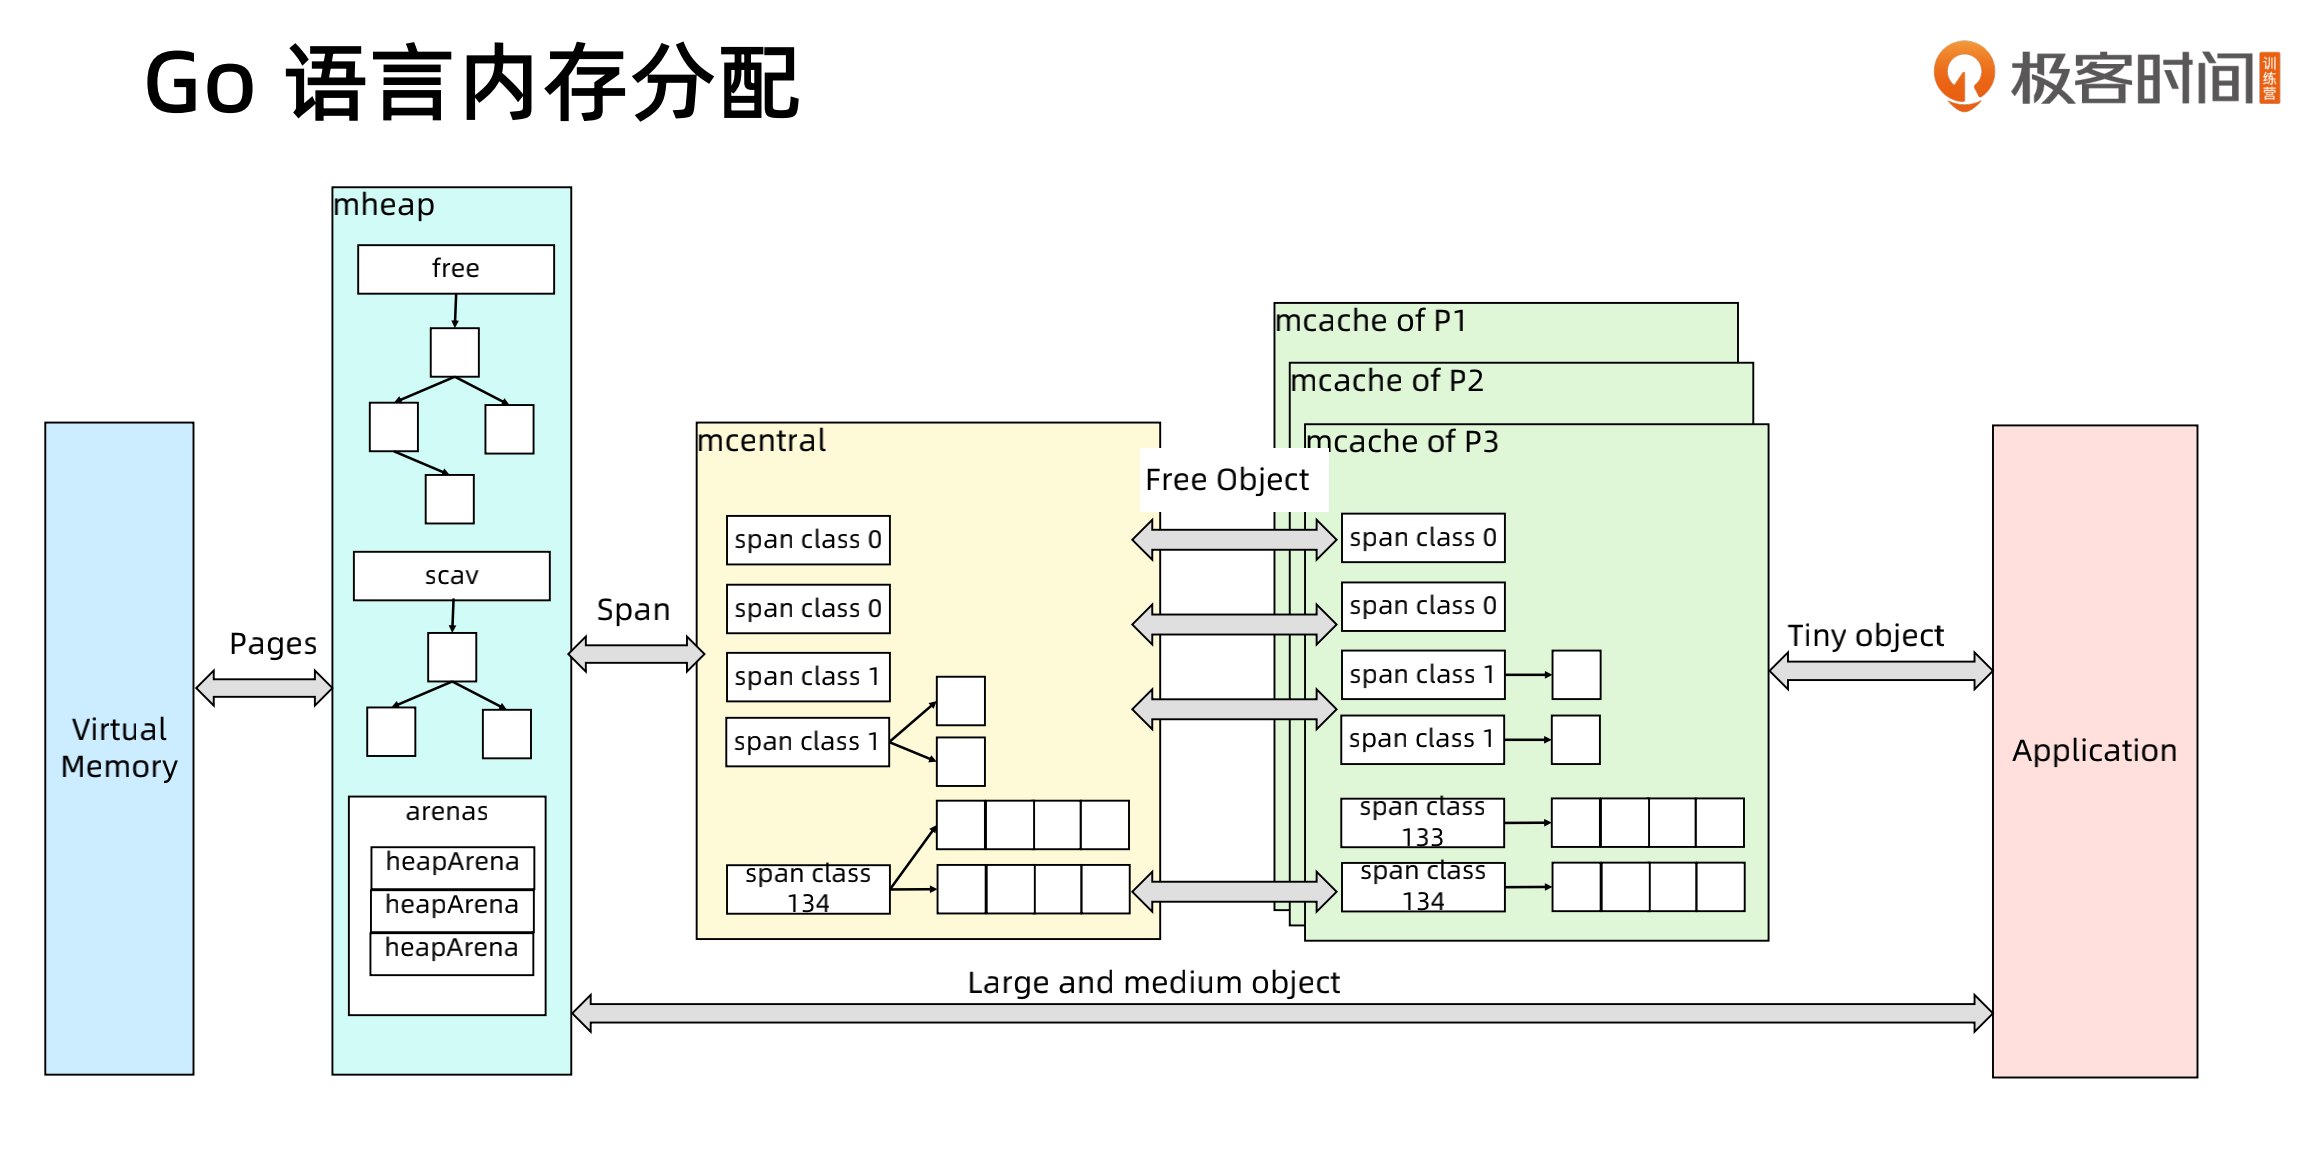 Go 语言内存分配
极客时间
训练营
mheap
free
scav
arenas
heapArena
heapArena
heapArena
Virtual
Memory
Pages
Span
mcentral
span class 0
span class 0
span class 1
span class 1
span class
134
Free Object
mcache of P1
mcache of P2
mcache of P3
span class 0
span class 0
span class 1
span class 1
span class
133
span class
134
Tiny object
Application
Large and medium object